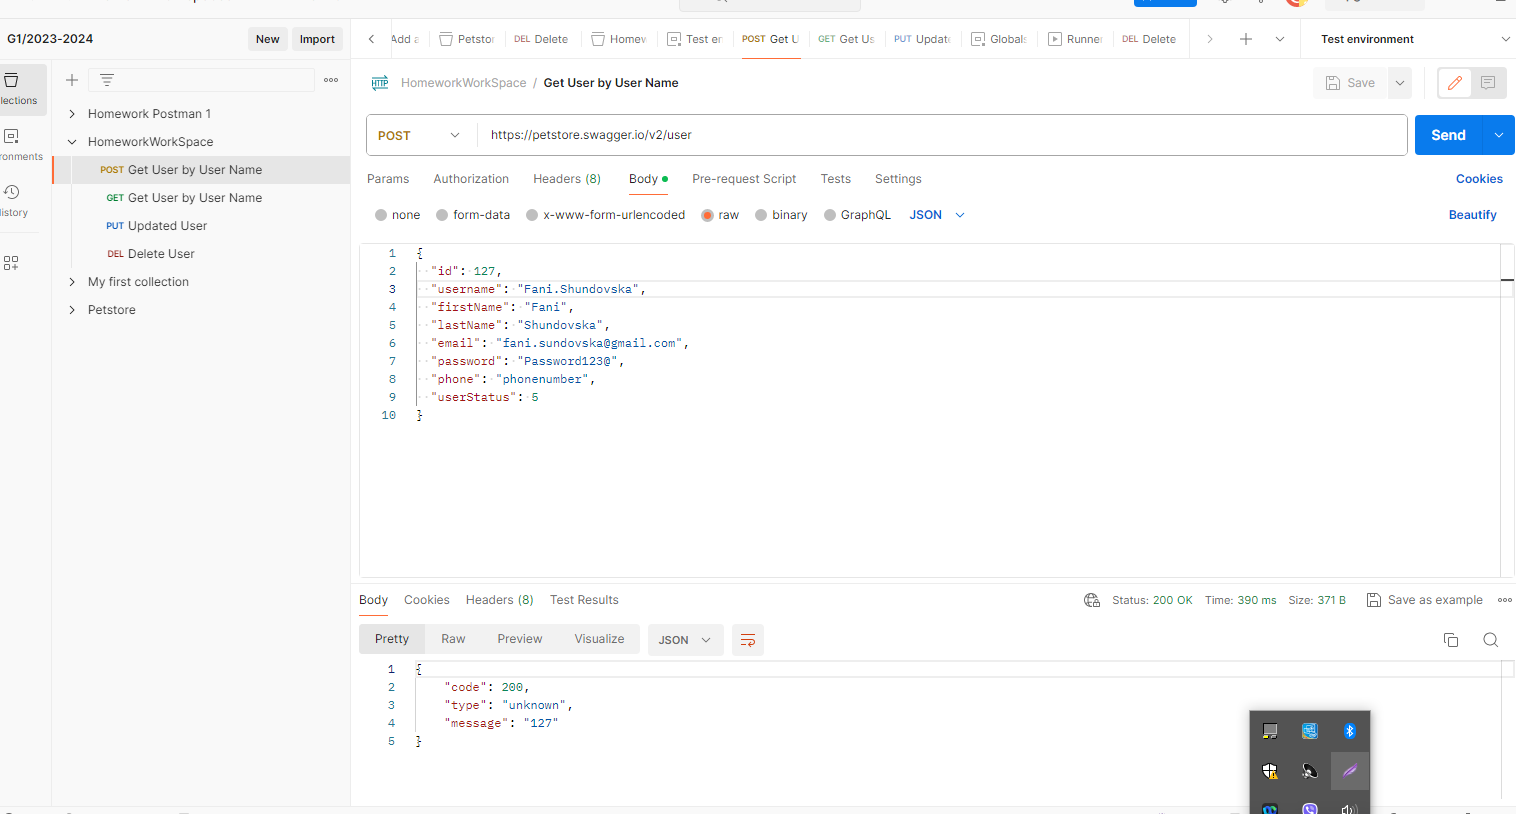 G1/2023-2024
New
Import
Add a
Petstor
DEL Delete
Homew
Test en
POST Get U
GET Get Us
PUT Update
Globals
Runner
DEL Delete
Test environment
lections
ronments
istory
Homework Postman 1
HomeworkWorkSpace
POST Get User by User Name
GET Get User by User Name
PUT Updated User
DEL Delete User
My first collection
Petstore
HTTP HomeworkWorkSpace / Get User by User Name
Save
POST
https://petstore.swagger.io/v2/user
Send
Params
Authorization
Headers (8)
Body
Pre-request Script
Tests
Settings
Cookies
none
form-data
x-www-form-urlencoded
raw
binary
GraphQL
JSON
Beautify
1 {
2 "id": 127,
3 "username": "Fani.Shundovska",
4 "firstName": "Fani",
5 "lastName": "Shundovska",
6 "email": "fani.sundovska@gmail.com",
7 "password": "Password123@",
8 "phone": "phonenumber",
9 "userStatus": 5
10 }
Body
Cookies
Headers (8)
Test Results
Status: 200 OK
Time: 390 ms
Size: 371 B
Save as example
Pretty
Raw
Preview
Visualize
JSON
1 {
2 "code": 200,
3 "type": "unknown",
4 "message": "127"
5 }